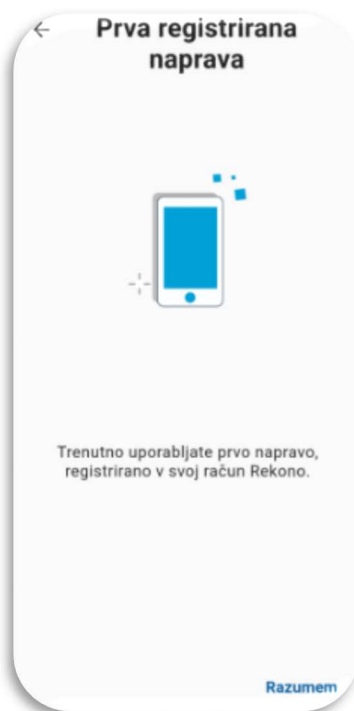 Prva registrirana
naprava
Trenutno uporabljate prvo napravo,
registrirano v svoj račun Rekono.
Razumem